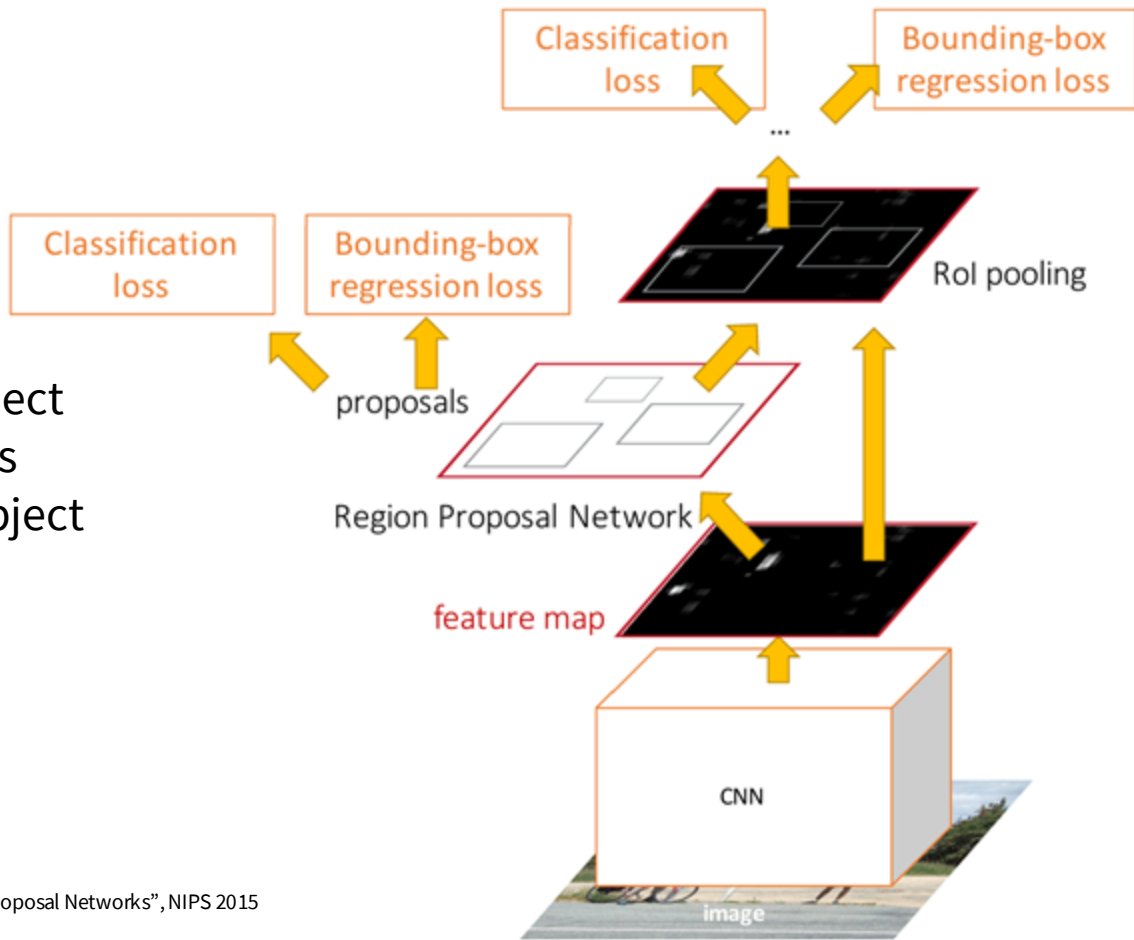 Classification
loss
Bounding-box
regression loss
...
Classification
loss
Bounding-box
regression loss
RoI pooling
proposals
ect
s
bject
Region Proposal Network
feature map
CNN
image
oposal Networks”, NIPS 2015